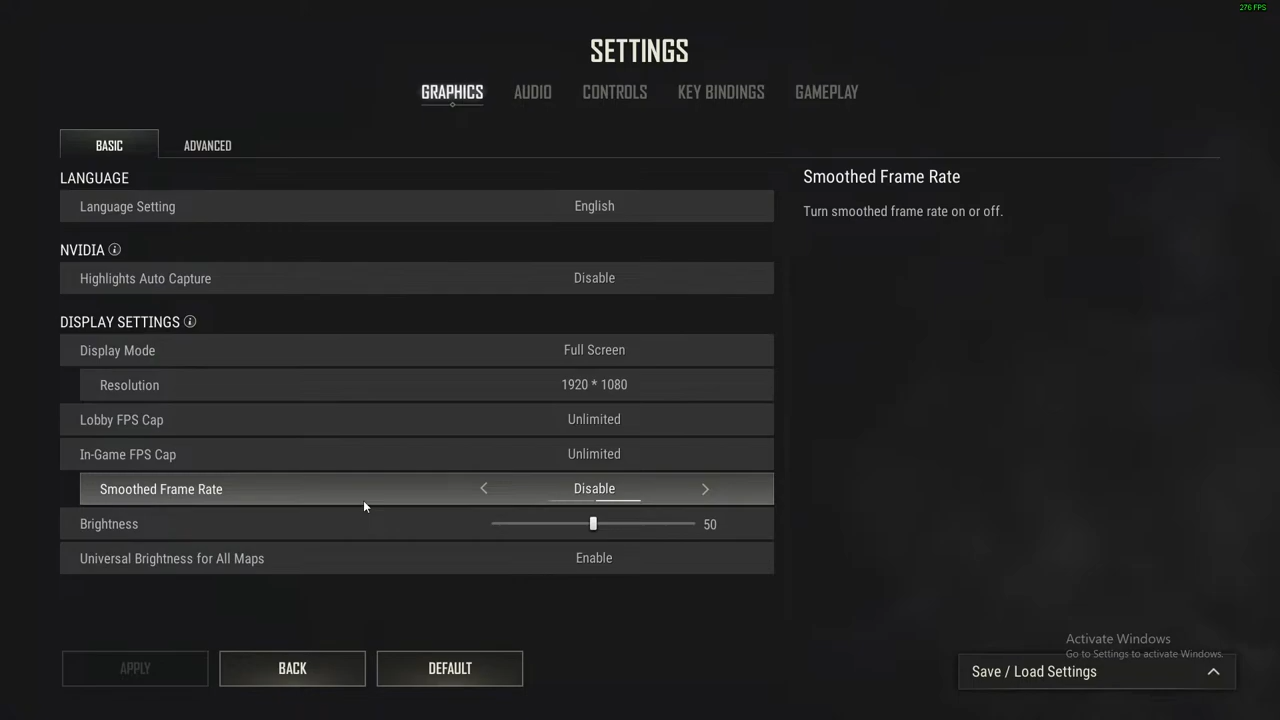 276 FPS
SETTINGS
GRAPHICS AUDIO CONTROLS KEY BINDINGS GAMEPLAY
BASIC ADVANCED
LANGUAGE
Language Setting English
NVIDIA
Highlights Auto Capture Disable
DISPLAY SETTINGS
Display Mode Full Screen
Resolution 1920 * 1080
Lobby FPS Cap Unlimited
In-Game FPS Cap Unlimited
Smoothed Frame Rate Disable
Brightness 50
Universal Brightness for All Maps Enable
Smoothed Frame Rate
Turn smoothed frame rate on or off.
APPLY BACK DEFAULT
Activate Windows
Go to Settings to activate Windows.
Save / Load Settings